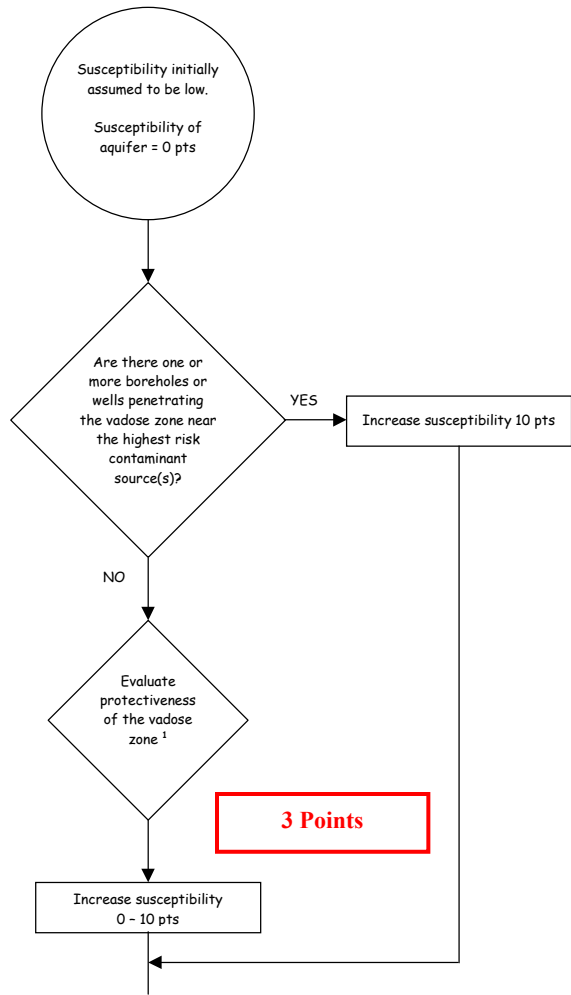 Susceptibility initially
assumed to be low.
Susceptibility of
aquifer = 0 pts
Are there one or
more boreholes or
wells penetrating
the vadose zone near
the highest risk
contaminant
source(s)?
YES
Increase susceptibility 10 pts
NO
Evaluate
protectiveness
of the vadose
zone ¹
3 Points
Increase susceptibility
0 – 10 pts